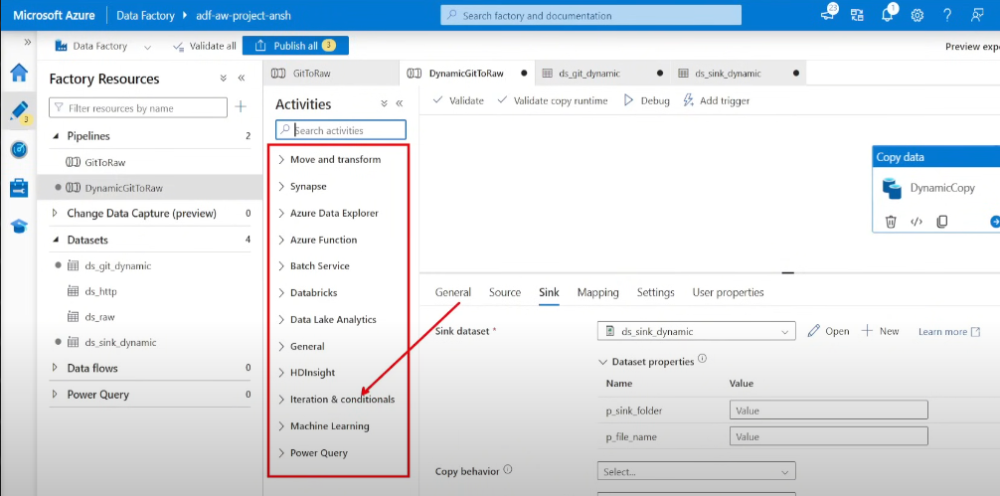 Microsoft Azure
Data Factory
adf-aw-project-ansh
Search factory and documentation
23
1
Data Factory
Validate all
Publish all
3
Preview expe
3
Factory Resources
Filter resources by name
Pipelines
2
GitToRaw
DynamicGitToRaw
Change Data Capture (preview)
0
Datasets
4
ds_git_dynamic
ds_http
ds_raw
ds_sink_dynamic
Data flows
0
Power Query
0
GitToRaw
DynamicGitToRaw
ds_git_dynamic
ds_sink_dynamic
Activities
Search activities
Move and transform
Synapse
Azure Data Explorer
Azure Function
Batch Service
Databricks
Data Lake Analytics
General
HDInsight
Iteration & conditionals
Machine Learning
Power Query
Validate
Validate copy runtime
Debug
Add trigger
Copy data
DynamicCopy
General
Source
Sink
Mapping
Settings
User properties
Sink dataset *
ds_sink_dynamic
Open
New
Learn more
Dataset properties
Name
Value
p_sink_folder
Value
p_file_name
Value
Copy behavior
Select...